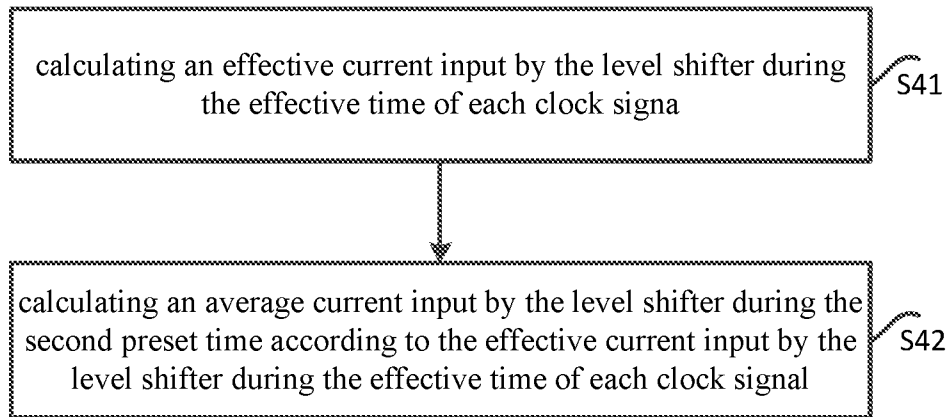 calculating an effective current input by the level shifter during
the effective time of each clock signa
S41
calculating an average current input by the level shifter during the
second preset time according to the effective current input by the
level shifter during the effective time of each clock signal
S42